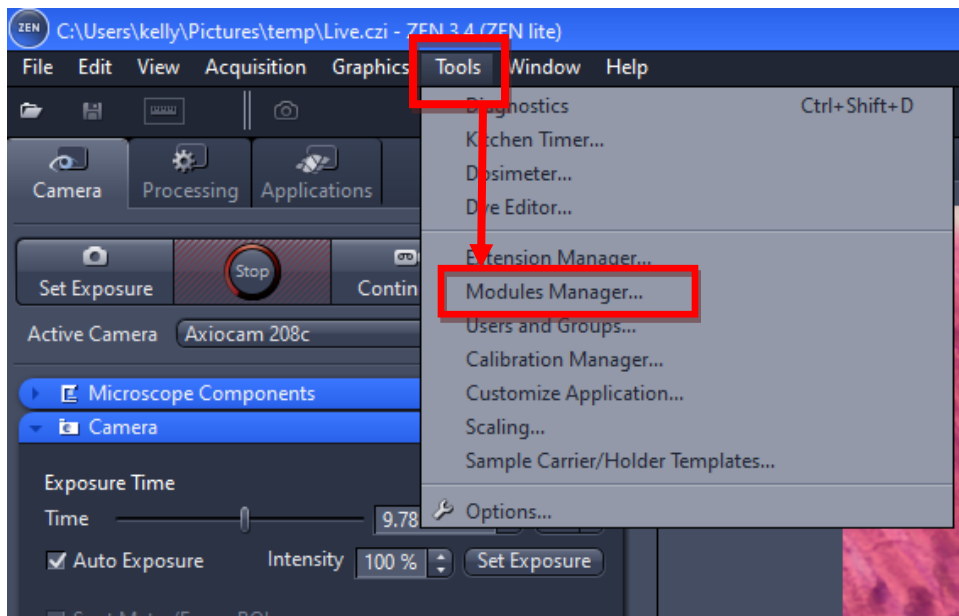 ZEN C:\Users\kelly\Pictures\temp\Live.czi - ZEN 3.4 (ZEN lite)
File Edit View Acquisition Graphics Tools Window Help
Diagnostics Ctrl+Shift+D
Kitchen Timer...
Dosimeter...
Dye Editor...
Extension Manager...
Modules Manager...
Users and Groups...
Calibration Manager...
Customize Application...
Scaling...
Sample Carrier/Holder Templates...
Options...
Camera Processing Applications
Set Exposure Stop Contin
Active Camera Axiocam 208c
Microscope Components
Camera
Exposure Time
Time 9.78
Auto Exposure Intensity 100 % Set Exposure